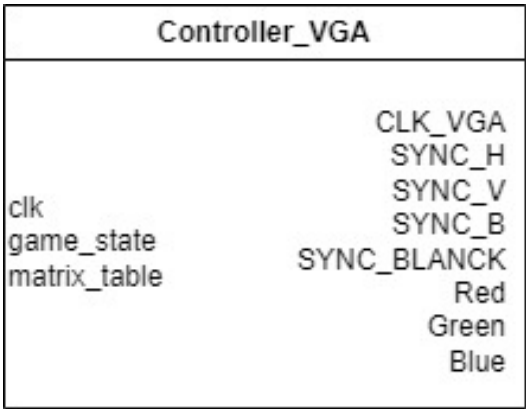 Controller_VGA
clk
game_state
matrix_table
CLK_VGA
SYNC_H
SYNC_V
SYNC_B
SYNC_BLANCK
Red
Green
Blue